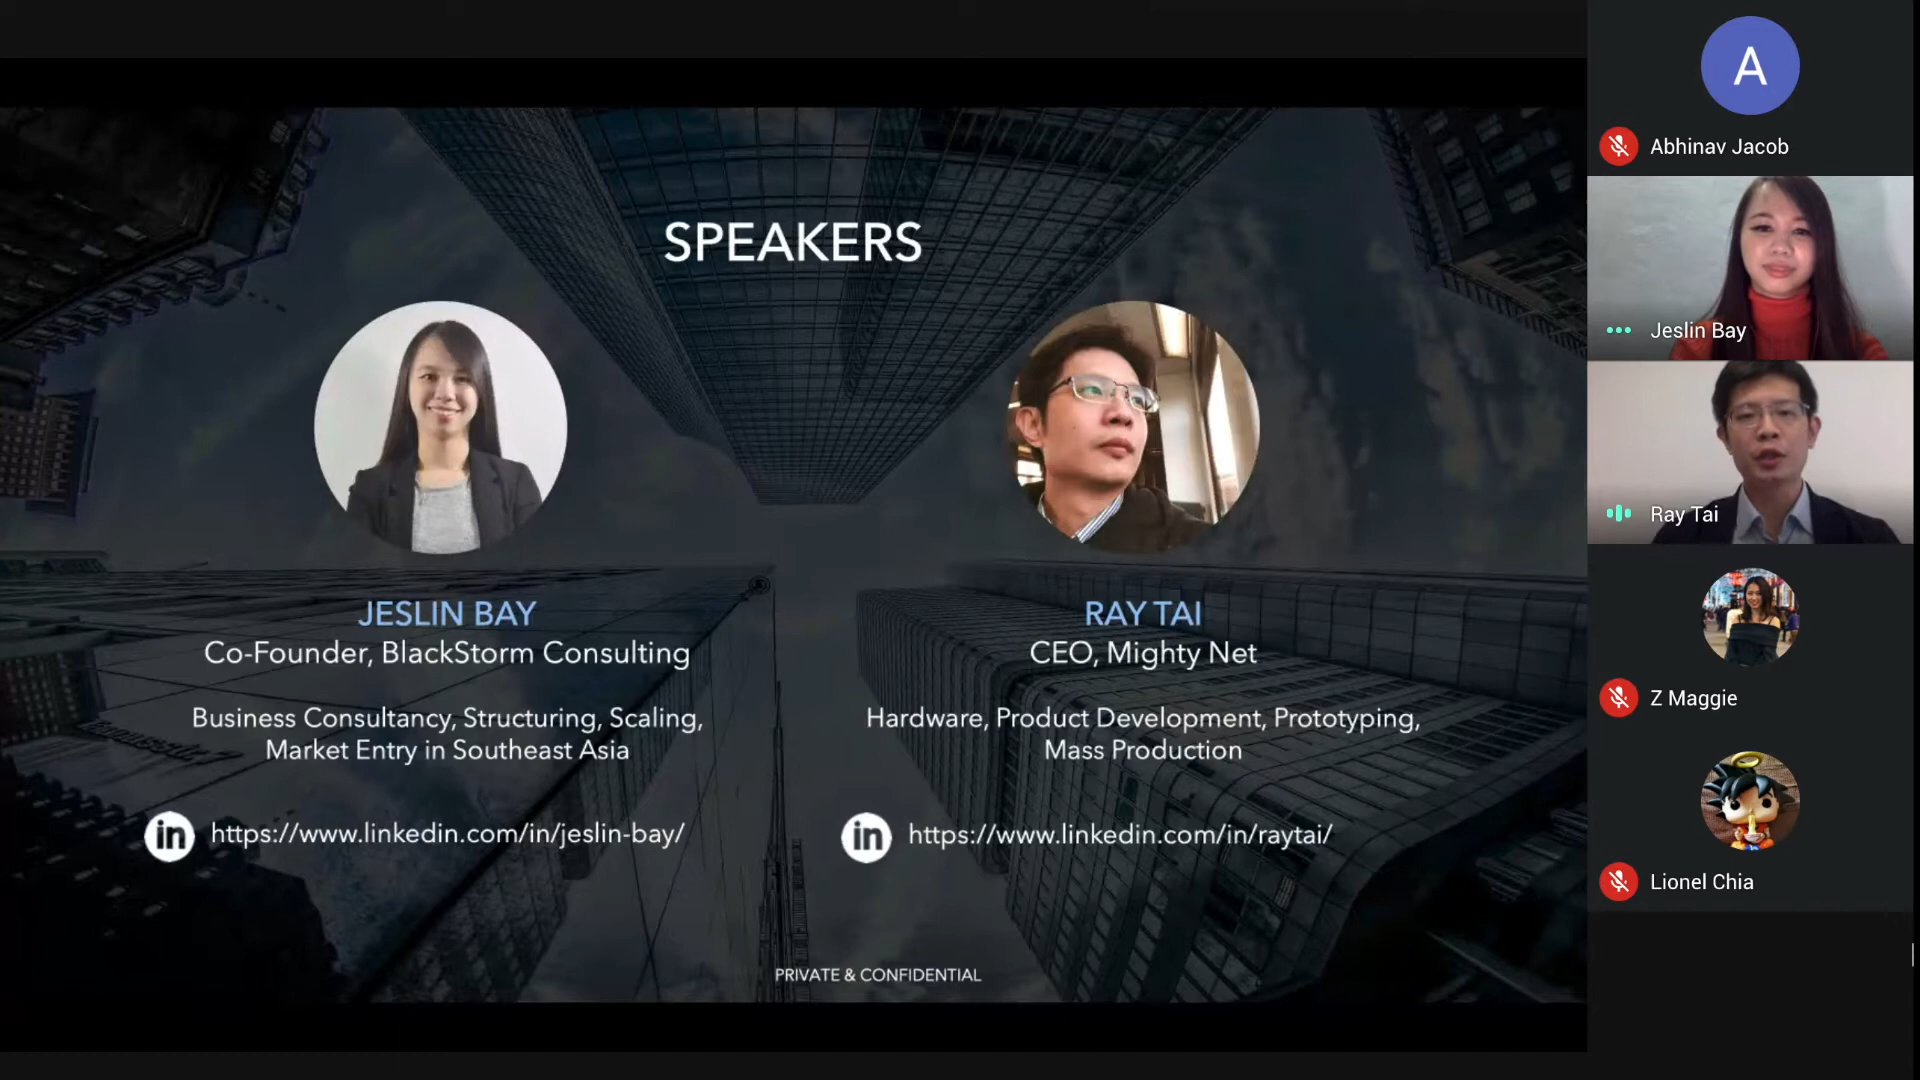 SPEAKERS
JESLIN BAY
Co-Founder, BlackStorm Consulting
Business Consultancy, Structuring, Scaling,
Market Entry in Southeast Asia
in https://www.linkedin.com/in/jeslin-bay/
RAY TAI
CEO, Mighty Net
Hardware, Product Development, Prototyping,
Mass Production
in https://www.linkedin.com/in/raytai/
PRIVATE & CONFIDENTIAL
A
Abhinav Jacob
Jeslin Bay
Ray Tai
Z Maggie
Lionel Chia